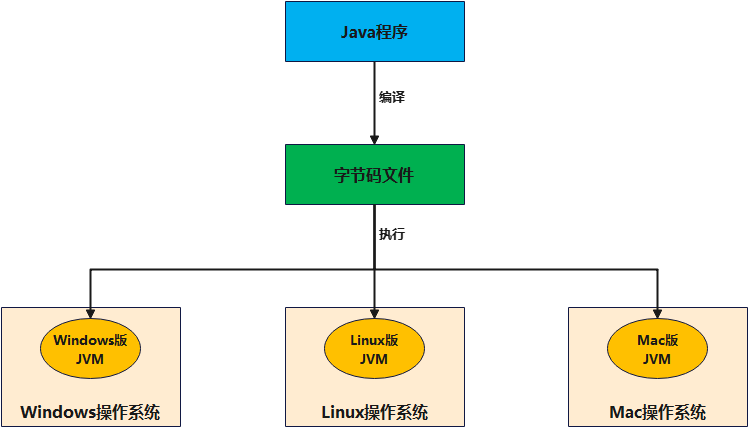 Java程序
编译
字节码文件
执行
Windows版
JVM
Linux版
JVM
Mac版
JVM
Windows操作系统
Linux操作系统
Mac操作系统